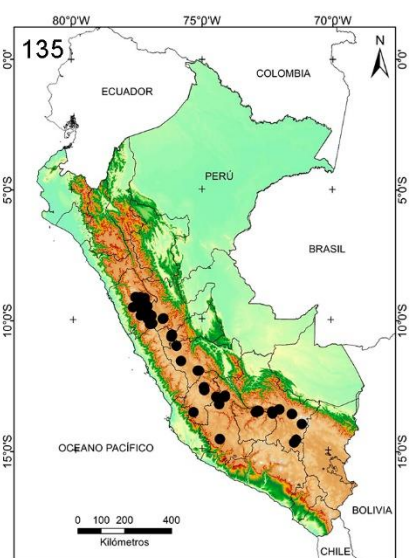 80°0'W 75°0'W 70°0'W
135
N
0°0'
0°0'
COLOMBIA
ECUADOR
PERÚ
5°0'S
5°0'S
BRASIL
10°0'S
10°0'S
15°0'S
15°0'S
OCEANO PACÍFICO
BOLIVIA
0 100 200 400
Kilómetros
CHILE